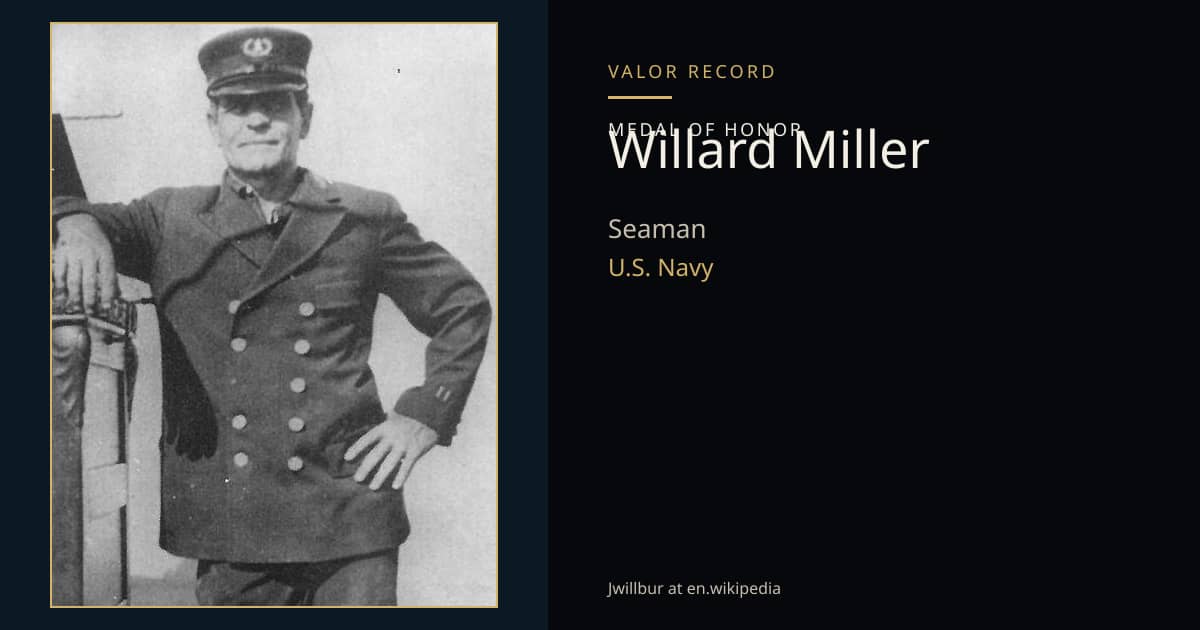 VALOR RECORD
MEDAL OF HONOR
Willard Miller
Seaman
U.S. Navy
Jwillbur at en.wikipedia